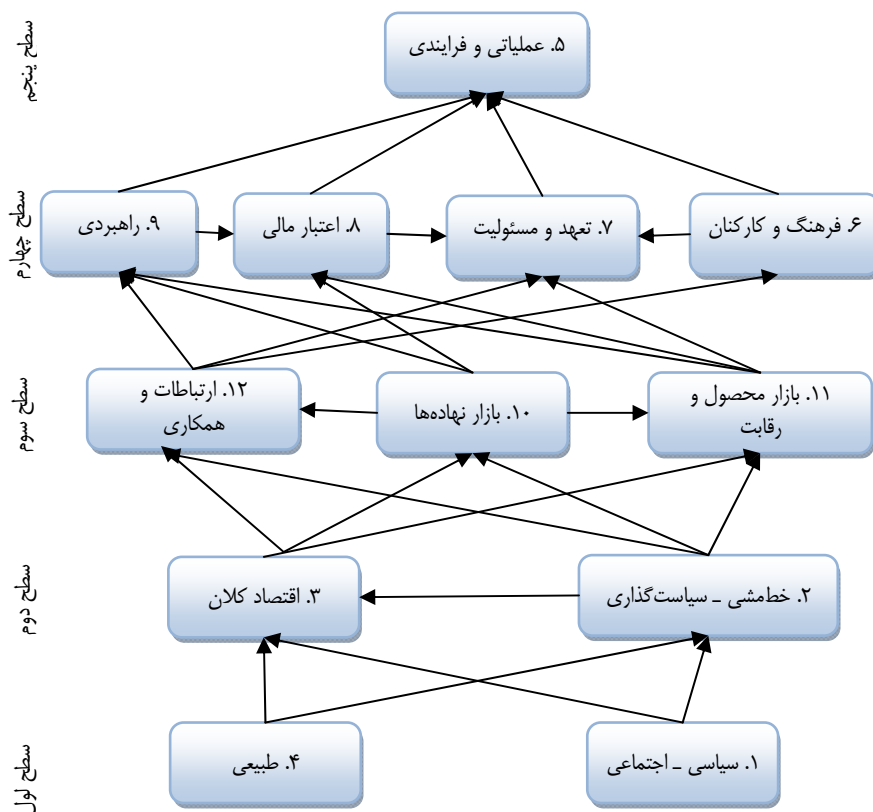 سطح پنجم
۵. عملیاتی و فرایندی
سطح چهارم
۶. فرهنگ و کارکنان
۷. تعهد و مسئولیت
۸. اعتبار مالی
۹. راهبردی
سطح سوم
۱۱. بازار محصول و
رقابت
۱۰. بازار نهاده‌ها
۱۲. ارتباطات و
همکاری
سطح دوم
۲. خط‌مشی ـ سیاست‌گذاری
۳. اقتصاد کلان
سطح اول
۱. سیاسی ـ اجتماعی
۴. طبیعی